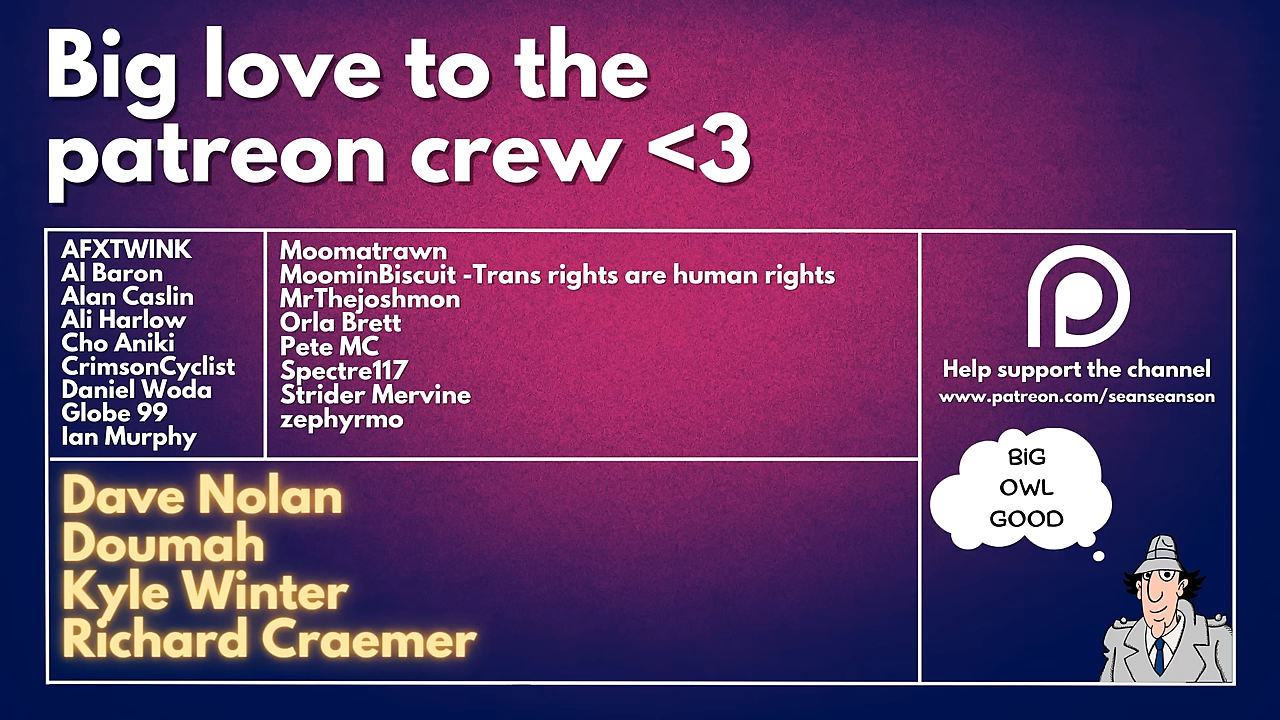 Big love to the
patreon crew <3
AFXTWINK
Al Baron
Alan Caslin
Ali Harlow
Cho Aniki
CrimsonCyclist
Daniel Woda
Globe 99
Ian Murphy
Moomatrawn
MoominBiscuit -Trans rights are human rights
MrThejoshmon
Orla Brett
Pete MC
Spectre117
Strider Mervine
zephyrmo
Dave Nolan
Doumah
Kyle Winter
Richard Craemer
Help support the channel
www.patreon.com/seanseanson
BiG
OWL
GOOD